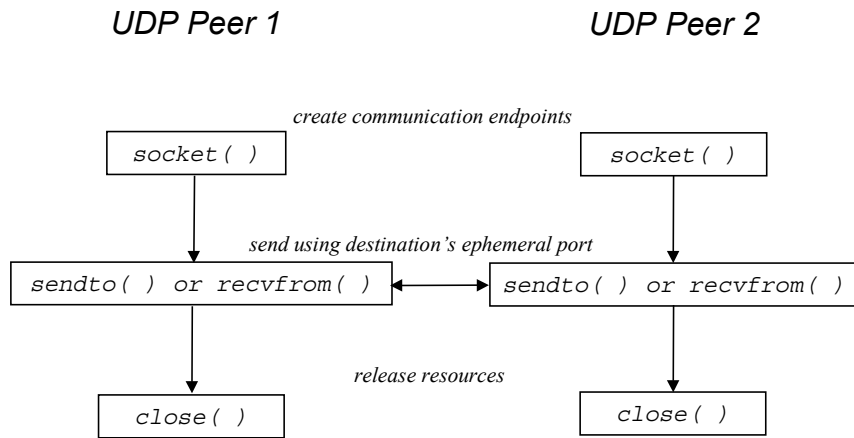 UDP Peer 1
UDP Peer 2
create communication endpoints
socket( )
socket( )
send using destination’s ephemeral port
sendto( ) or recvfrom( )
sendto( ) or recvfrom( )
release resources
close( )
close( )